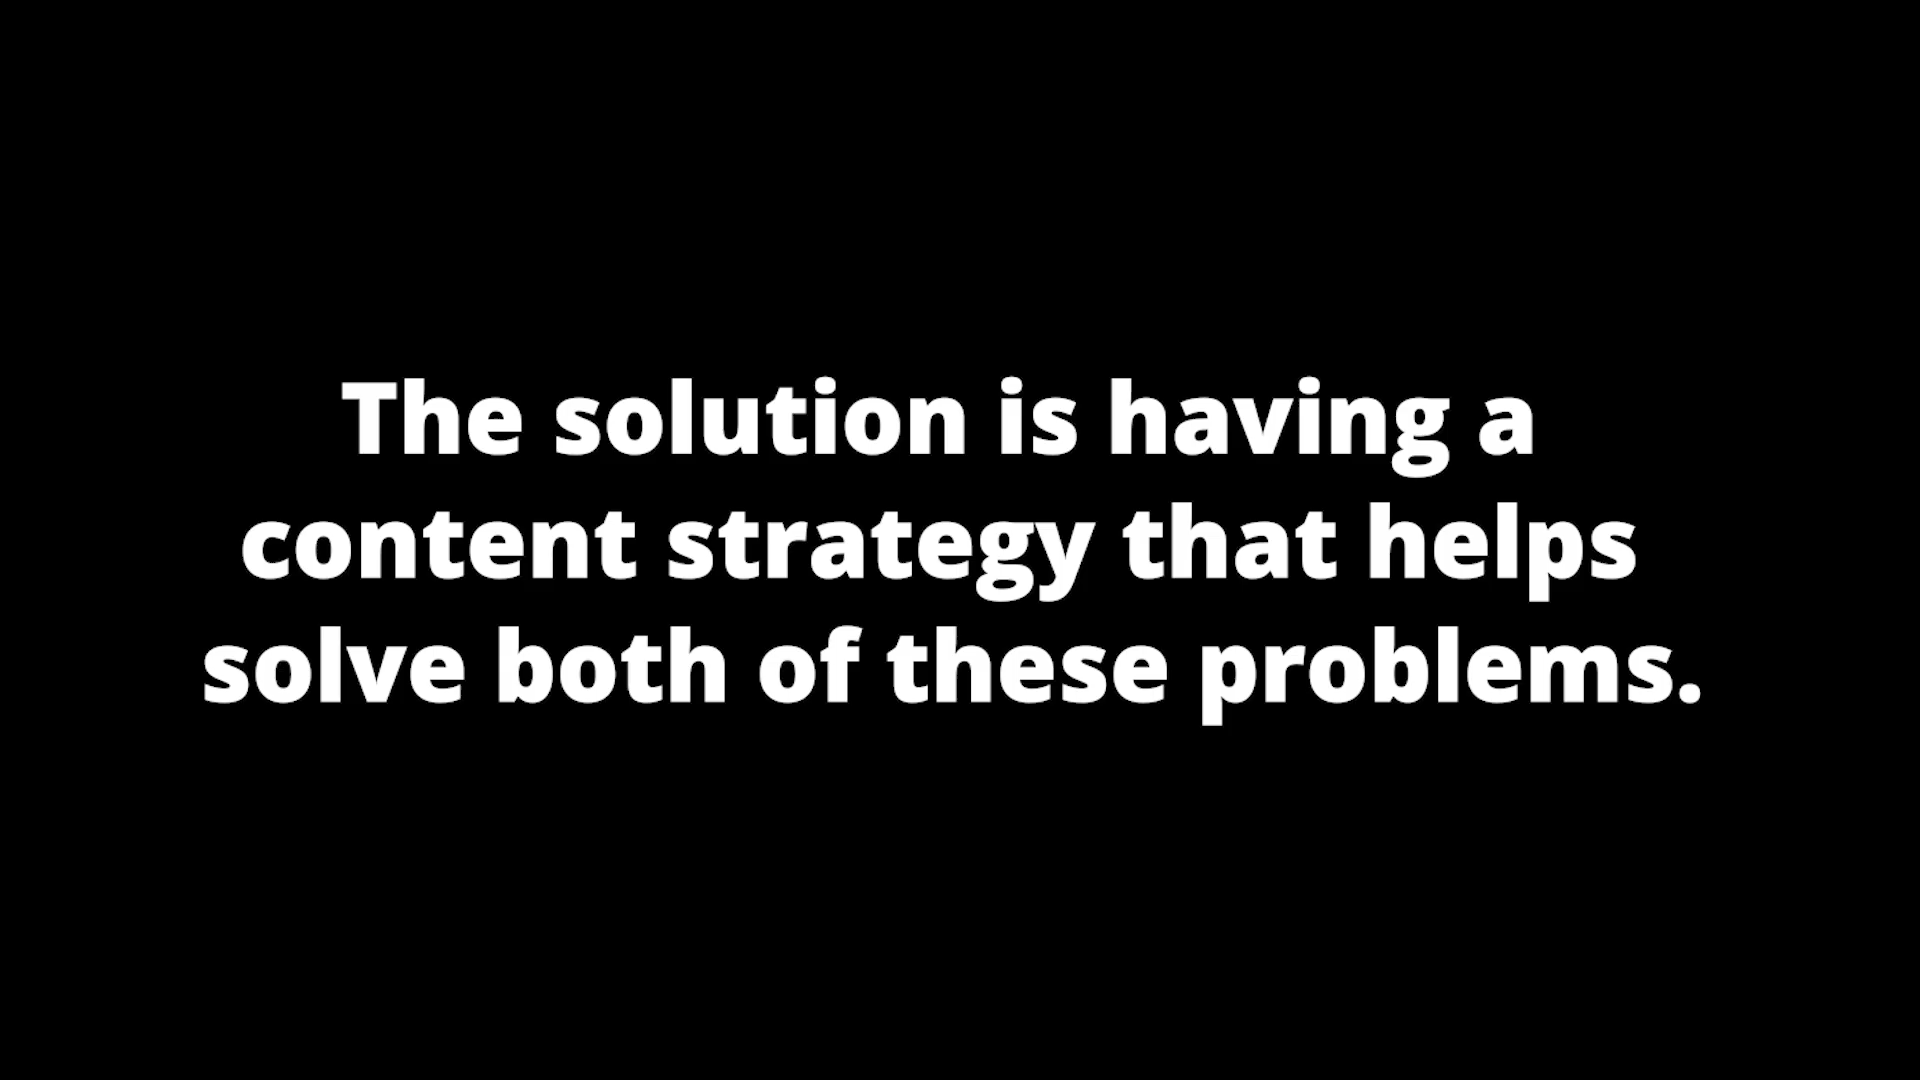 The solution is having a
content strategy that helps
solve both of these problems.